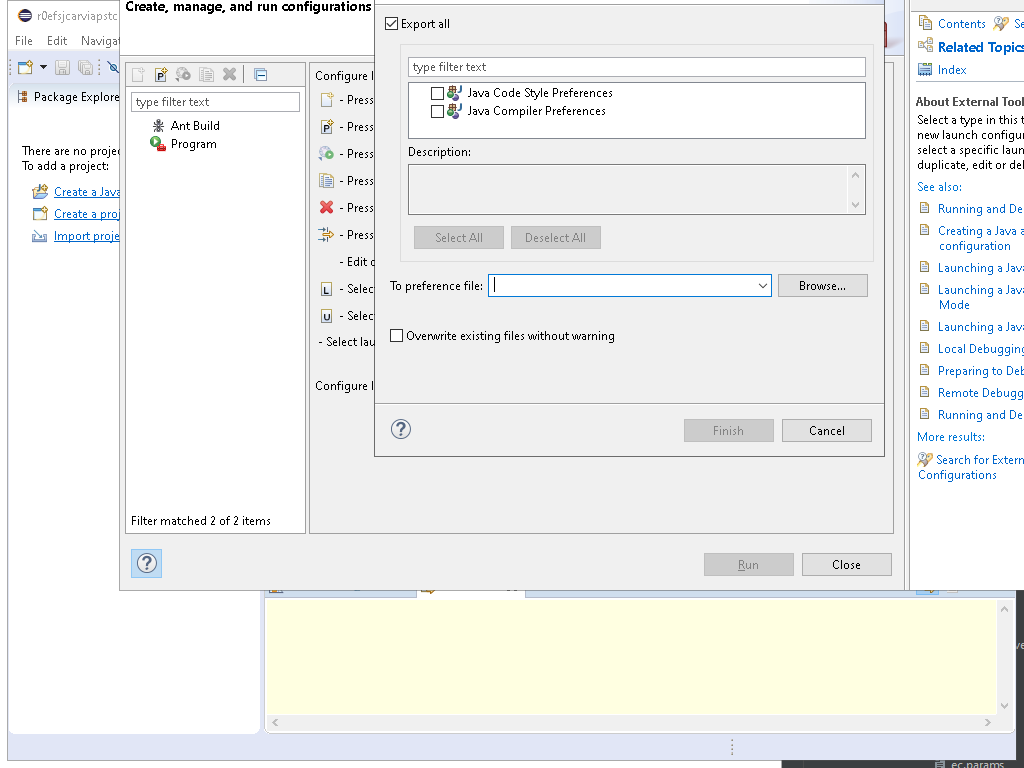 r0efsjcarviapstc
File Edit Navigat
Package Explore
There are no projec
To add a project:
Create a Java
Create a proj
Import proje
Create, manage, and run configurations
type filter text
Ant Build
Program
Filter matched 2 of 2 items
Configure l
- Press
- Press
- Press
- Press
- Press
- Press
- Edit
- Selec
- Selec
- Select lau
Configure l
Run
Close
Export all
type filter text
Java Code Style Preferences
Java Compiler Preferences
Description:
Select All
Deselect All
To preference file:
Browse...
Overwrite existing files without warning
Finish
Cancel
Contents Se
Related Topics
Index
About External Tool
Select a type in this t
new launch configur
select a specific laun
duplicate, edit or del
See also:
Running and De
Creating a Java a
configuration
Launching a Java
Launching a Java
Mode
Launching a Java
Local Debugging
Preparing to Deb
Remote Debugg
Running and De
More results:
Search for Extern
Configurations
ec.params